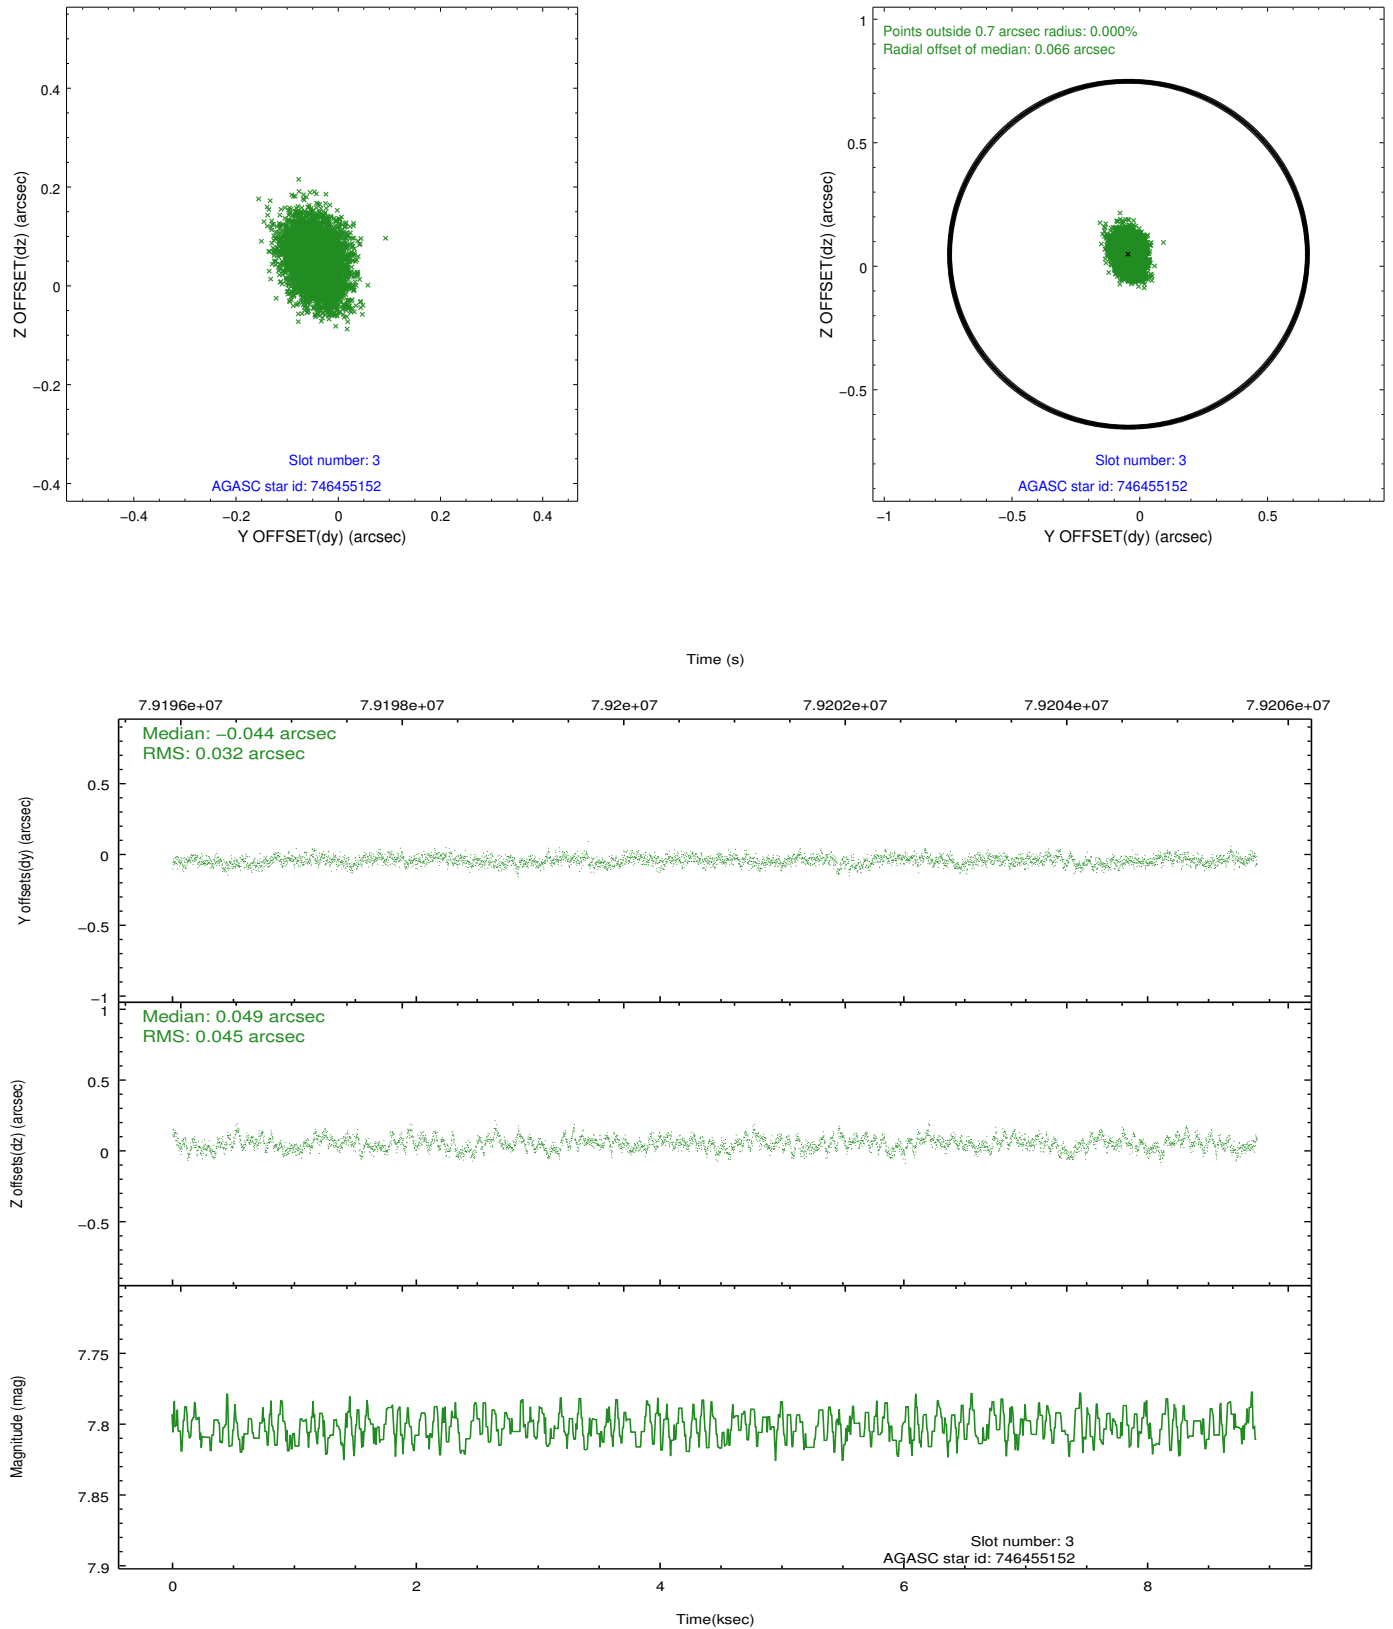 0.4
0.2
0
−0.2
−0.4
Z OFFSET(dz) (arcsec)
Slot number: 3
AGASC star id: 746455152
−0.4 −0.2 0 0.2 0.4
Y OFFSET(dy) (arcsec)
Points outside 0.7 arcsec radius: 0.000%
Radial offset of median: 0.066 arcsec
1
0.5
0
−0.5
Z OFFSET(dz) (arcsec)
Slot number: 3
AGASC star id: 746455152
−1 −0.5 0 0.5
Y OFFSET(dy) (arcsec)
Time (s)
7.9196e+07 7.9198e+07 7.92e+07 7.9202e+07 7.9204e+07 7.9206e+07
Median: −0.044 arcsec
RMS: 0.032 arcsec
0.5
0
−0.5
−1
Y offsets(dy) (arcsec)
Median: 0.049 arcsec
RMS: 0.045 arcsec
1
0.5
0
−0.5
Z offsets(dz) (arcsec)
7.75
7.8
7.85
7.9
Magnitude (mag)
Slot number: 3
AGASC star id: 746455152
0 2 4 6 8
Time(ksec)